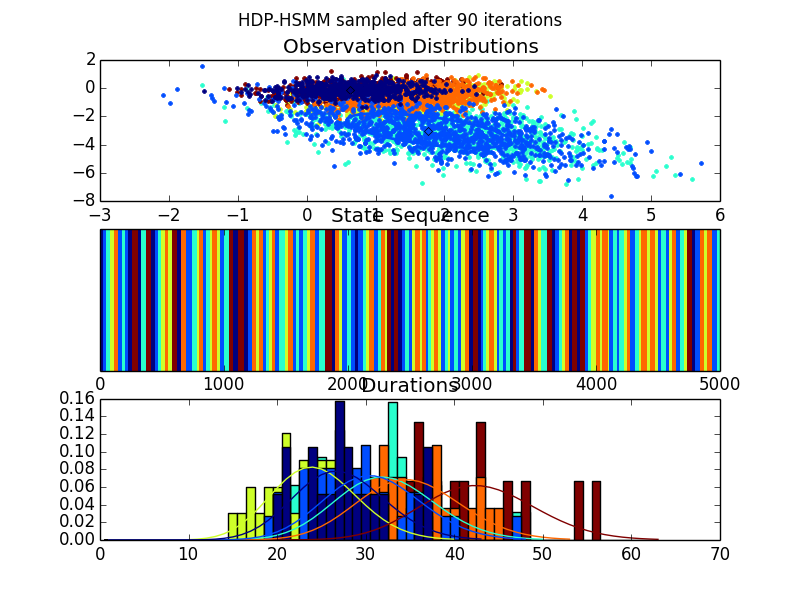 HDP-HSMM sampled after 90 iterations
Observation Distributions
2
0
−2
−4
−6
−8
−3 −2 −1 0 1 2 3 4 5 6
State Sequence
0 1000 2000 3000 4000 5000
Durations
0.16
0.14
0.12
0.10
0.08
0.06
0.04
0.02
0.00
0 10 20 30 40 50 60 70